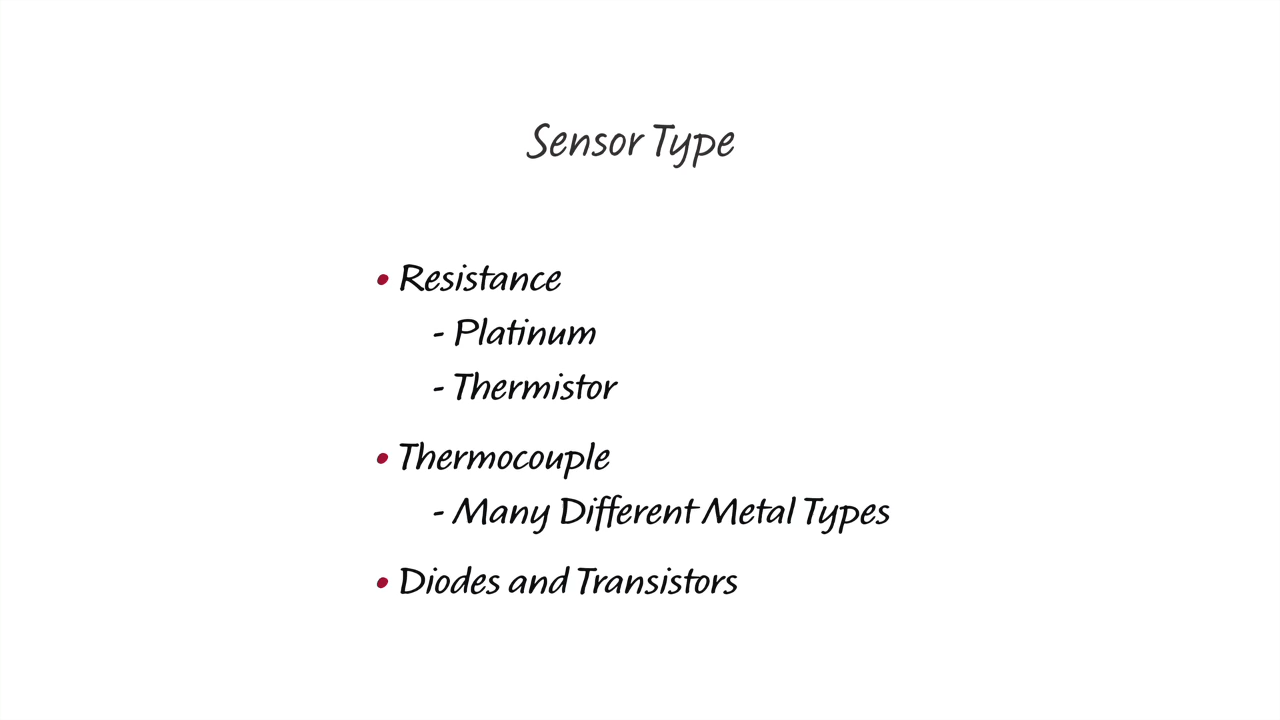 Sensor Type
• Resistance
- Platinum
- Thermistor
• Thermocouple
- Many Different Metal Types
• Diodes and Transistors